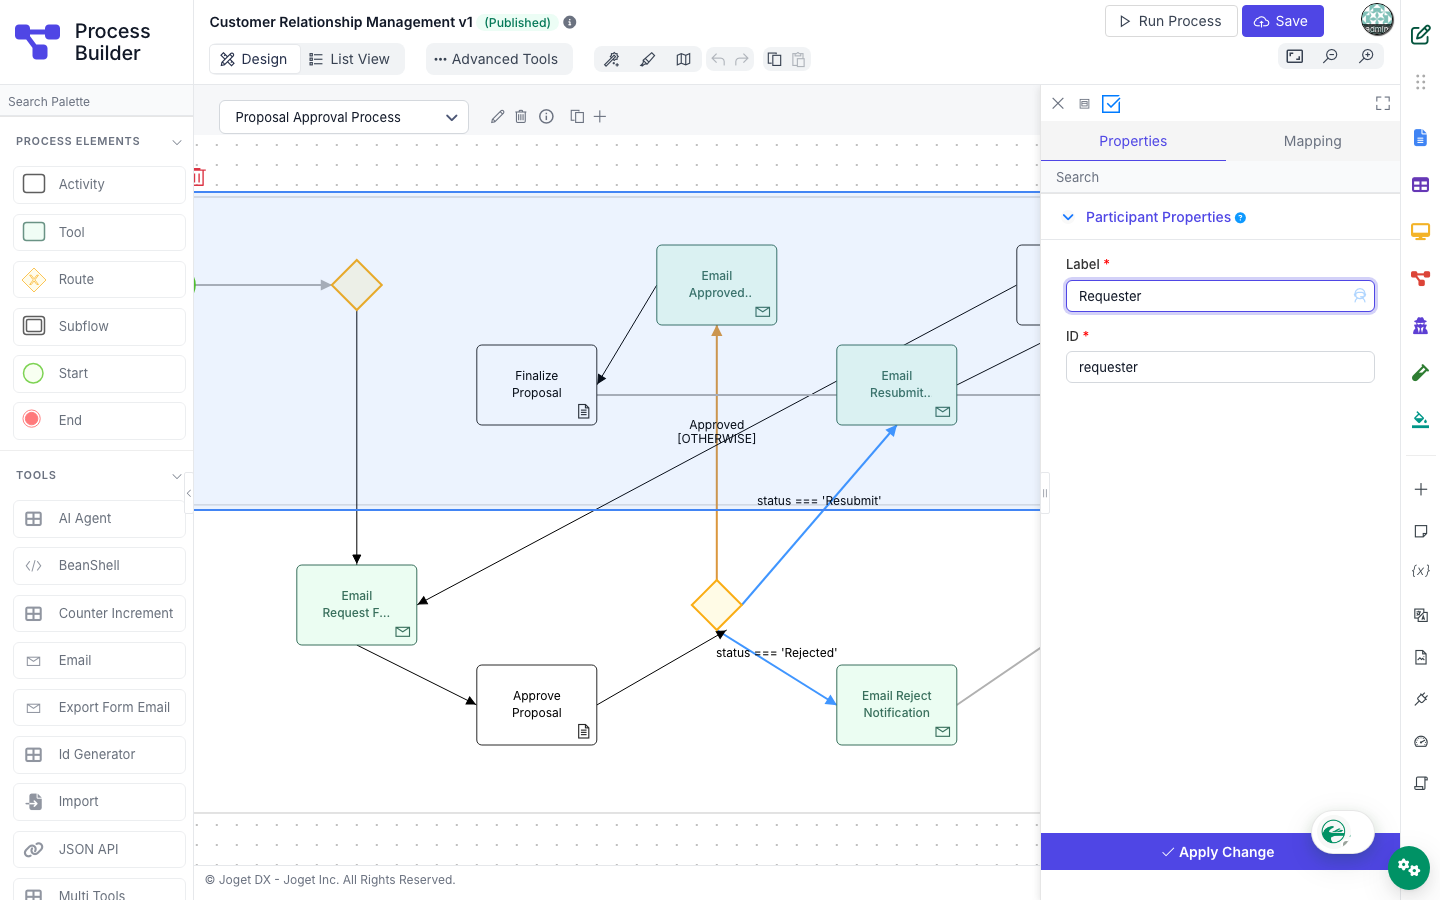 Process
Builder
Customer Relationship Management v1 (Published)
Run Process
Save
admin
Design
List View
Advanced Tools
Search Palette
PROCESS ELEMENTS
Activity
Tool
Route
Subflow
Start
End
TOOLS
AI Agent
BeanShell
Counter Increment
Email
Export Form Email
Id Generator
Import
JSON API
Multi Tools
Proposal Approval Process
Email
Approved..
Finalize
Proposal
Email
Resubmit..
Approved
[OTHERWISE]
status === 'Resubmit'
Email
Request F...
status === 'Rejected'
Approve
Proposal
Email Reject
Notification
© Joget DX - Joget Inc. All Rights Reserved.
Properties
Mapping
Search
Participant Properties ?
Label *
Requester
ID *
requester
Apply Change
{x}